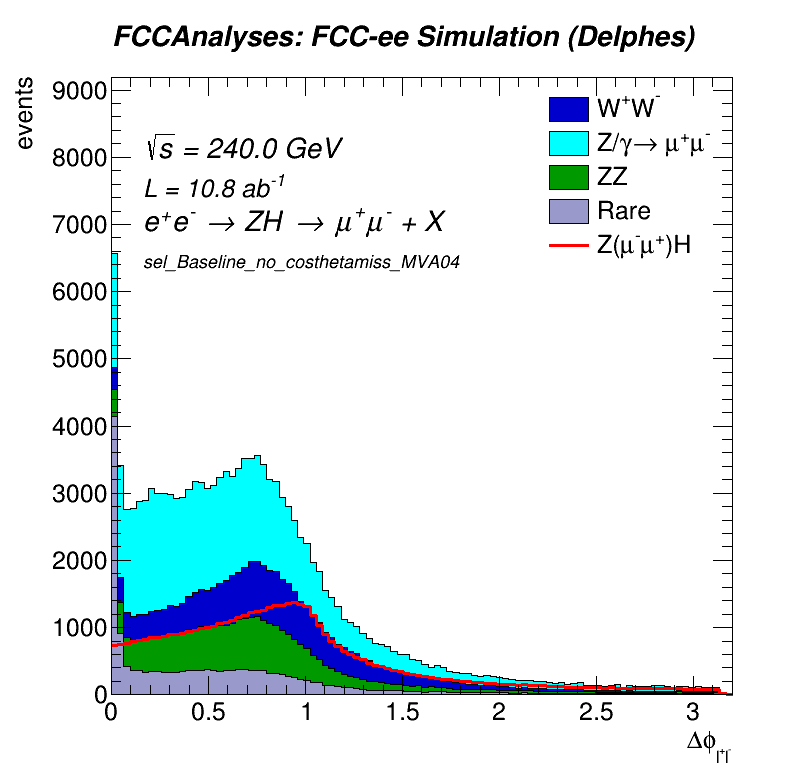 FCCAnalyses: FCC-ee Simulation (Delphes)
events
9000
8000
7000
6000
5000
4000
3000
2000
1000
0
√s = 240.0 GeV
L = 10.8 ab⁻¹
e⁺e⁻ → ZH → μ⁺μ⁻ + X
sel_Baseline_no_costhetamiss_MVA04
W⁺W⁻
Z/γ→ μ⁺μ⁻
ZZ
Rare
Z(μ⁻μ⁺)H
0 0.5 1 1.5 2 2.5 3
Δϕ l⁺l⁻